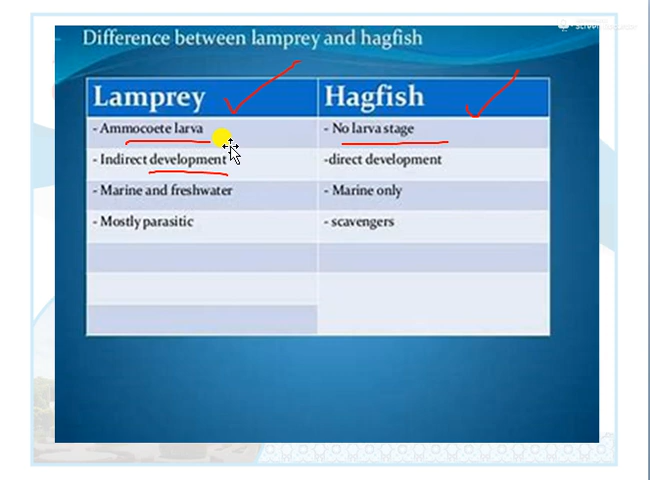 Difference between lamprey and hagfish
Lamprey Hagfish
- Ammocoete larva - No larva stage
- Indirect development -direct development
- Marine and freshwater - Marine only
- Mostly parasitic - scavengers